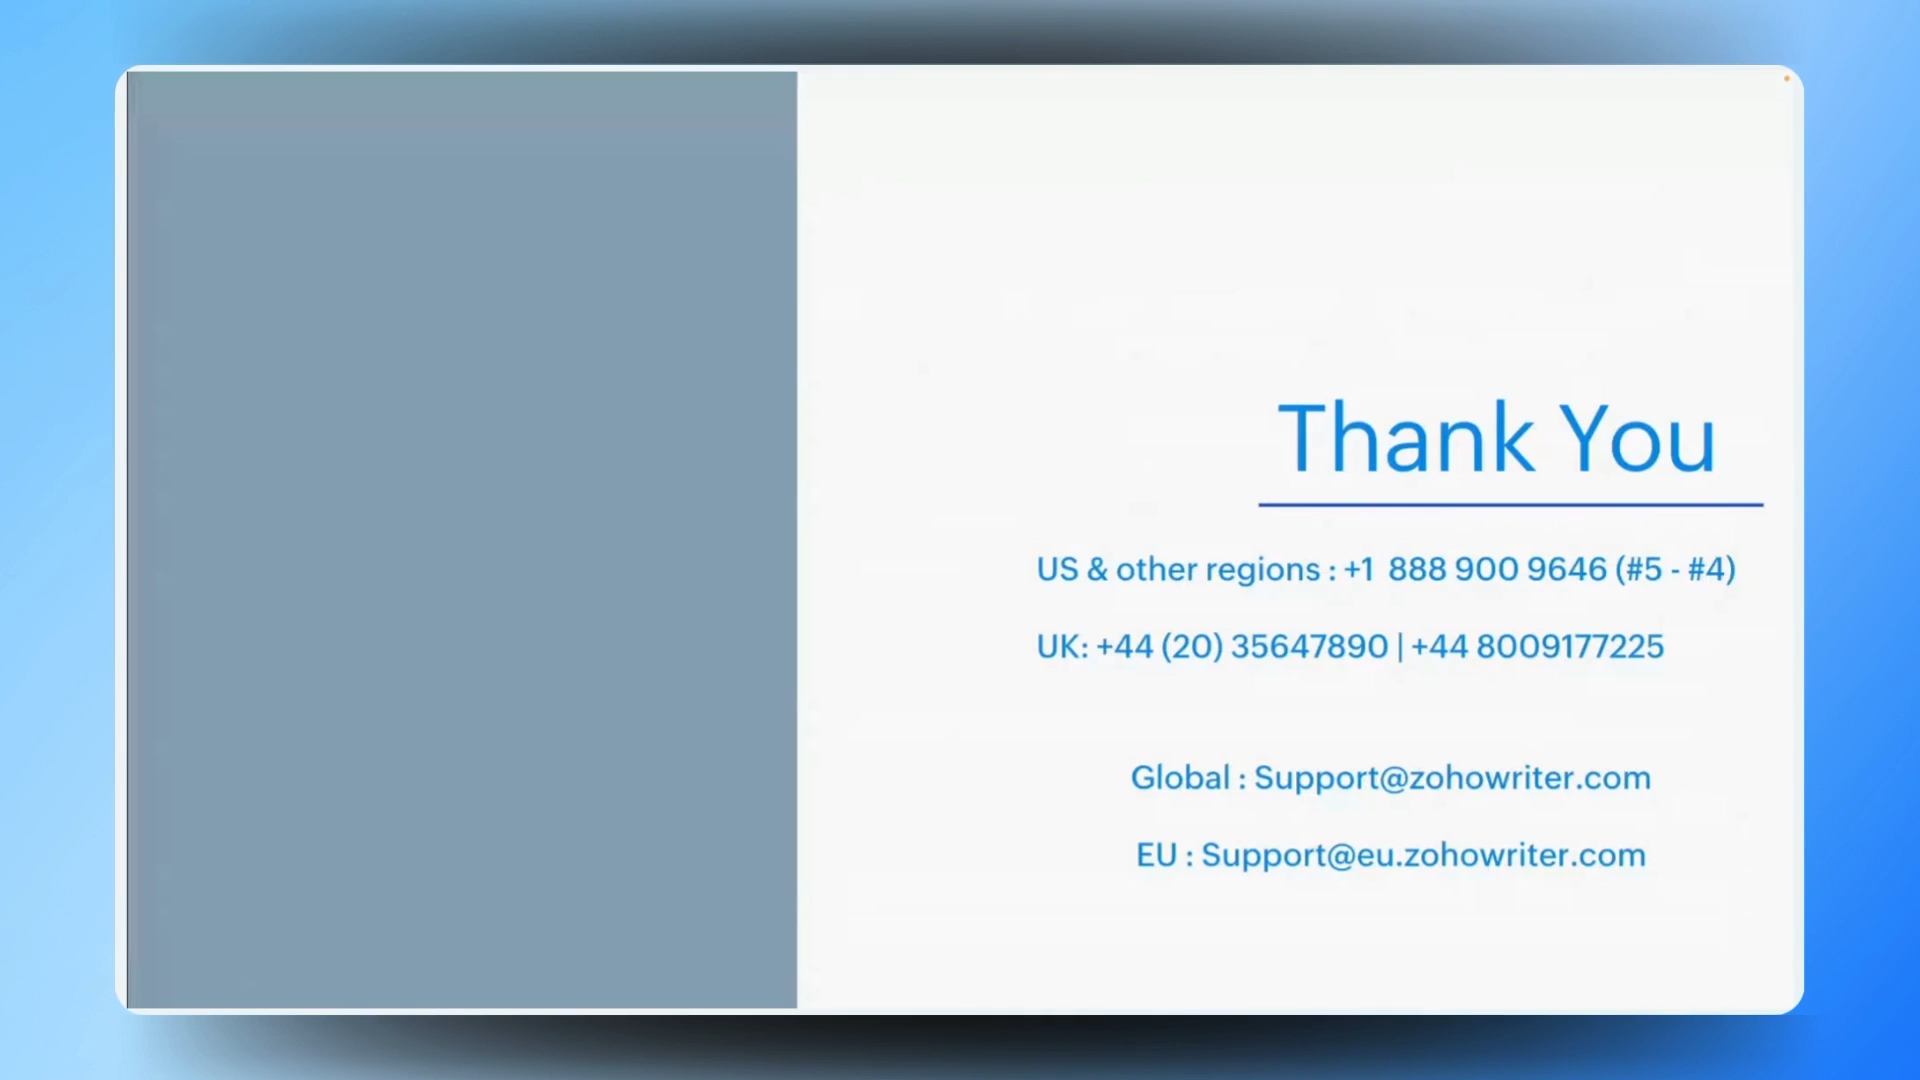 Thank You
US & other regions : +1 888 900 9646 (#5 - #4)
UK: +44 (20) 35647890 | +44 8009177225
Global : Support@zohowriter.com
EU : Support@eu.zohowriter.com